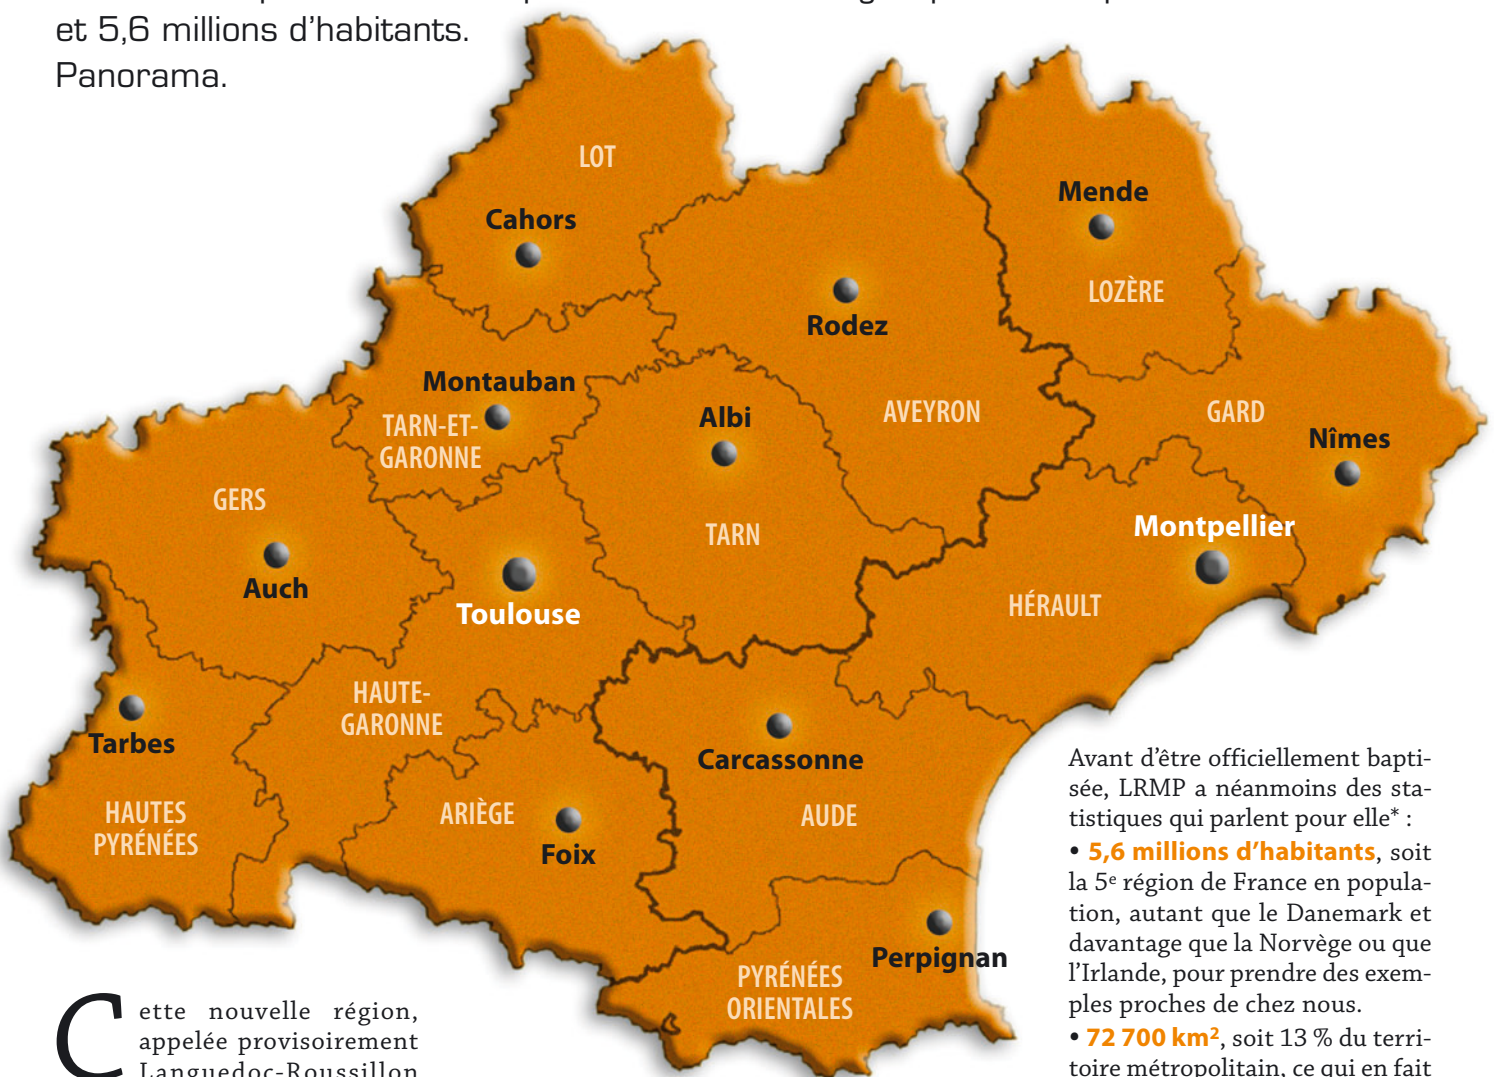 et 5,6 millions d’habitants.
Panorama.
LOT
Cahors
Mende
LOZÈRE
Rodez
Montauban
TARN-ET-
GARONNE
Albi
AVEYRON
GARD
Nîmes
GERS
TARN
Montpellier
Auch
Toulouse
HÉRAULT
HAUTE-
GARONNE
Tarbes
Carcassonne
HAUTES
PYRÉNÉES
ARIÈGE
AUDE
Foix
Perpignan
PYRÉNÉES
ORIENTALES
Cette nouvelle région,
appelée provisoirement
Languedoc-Roussillon
Avant d’être officiellement bapti-
sée, LRMP a néanmoins des sta-
tistiques qui parlent pour elle* :
• 5,6 millions d’habitants, soit
la 5e région de France en popula-
tion, autant que le Danemark et
davantage que la Norvège ou que
l’Irlande, pour prendre des exem-
ples proches de chez nous.
• 72 700 km², soit 13 % du terri-
toire métropolitain, ce qui en fait